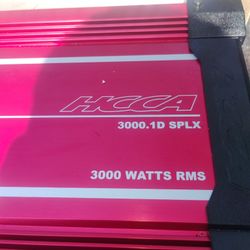 HCCA
3000.1D SPLX
3000 WATTS RMS